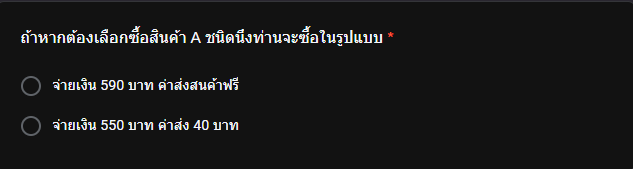 ถ้าหากต้องเลือกซื้อสินค้า A ชนิดนึงท่านจะซื้อในรูปแบบ *
จ่ายเงิน 590 บาท ค่าส่งสนค้าฟรี
จ่ายเงิน 550 บาท ค่าส่ง 40 บาท